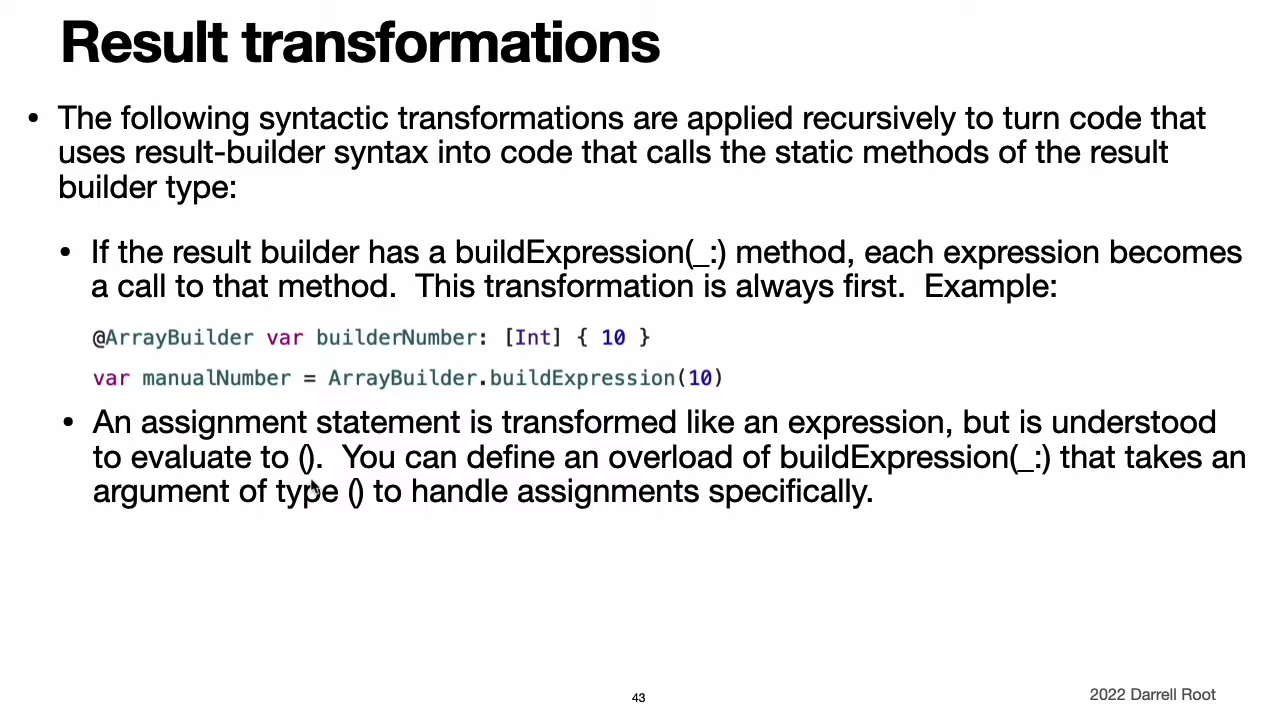 Result transformations
• The following syntactic transformations are applied recursively to turn code that
uses result-builder syntax into code that calls the static methods of the result
builder type:
• If the result builder has a buildExpression(_:) method, each expression becomes
a call to that method.  This transformation is always first.  Example:
@ArrayBuilder var builderNumber: [Int] { 10 }
var manualNumber = ArrayBuilder.buildExpression(10)
• An assignment statement is transformed like an expression, but is understood
to evaluate to ().  You can define an overload of buildExpression(_:) that takes an
argument of type () to handle assignments specifically.
43
2022 Darrell Root